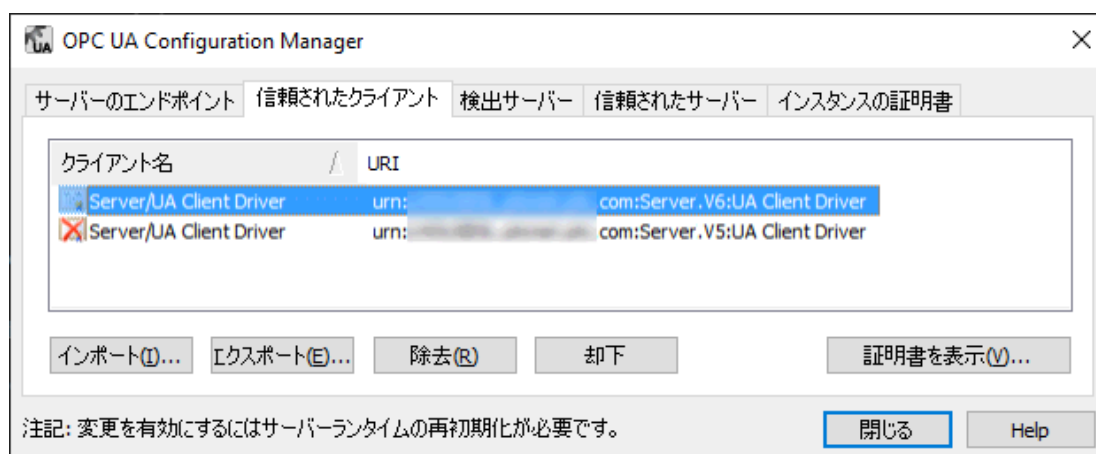 OPC UA Configuration Manager
サーバーのエンドポイント 信頼されたクライアント 検出サーバー 信頼されたサーバー インスタンスの証明書
クライアント名 URI
Server/UA Client Driver urn: com:Server.V6:UA Client Driver
Server/UA Client Driver urn: com:Server.V5:UA Client Driver
インポート(I)... エクスポート(E)... 除去(R) 却下 証明書を表示(V)...
注記: 変更を有効にするにはサーバーランタイムの再初期化が必要です。 閉じる Help